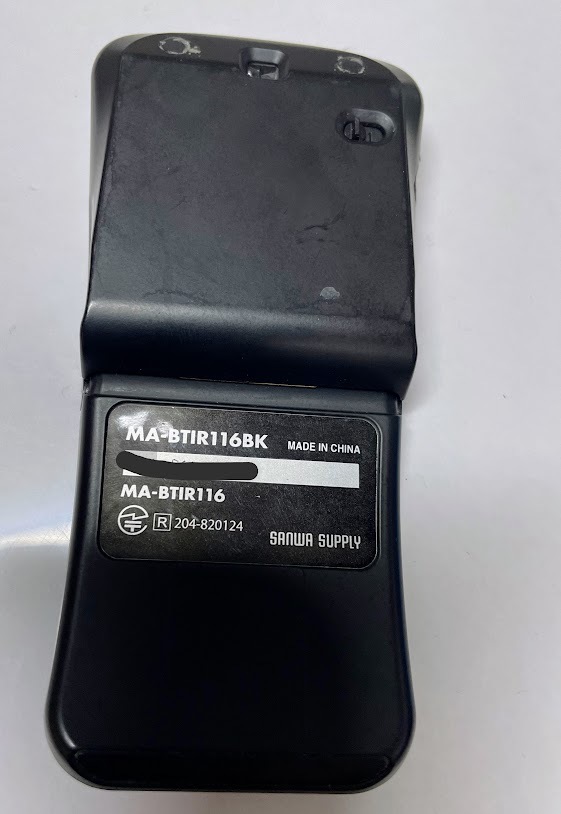 MA-BTIR116BK MADE IN CHINA
MA-BTIR116
R 204-820124
SANWA SUPPLY